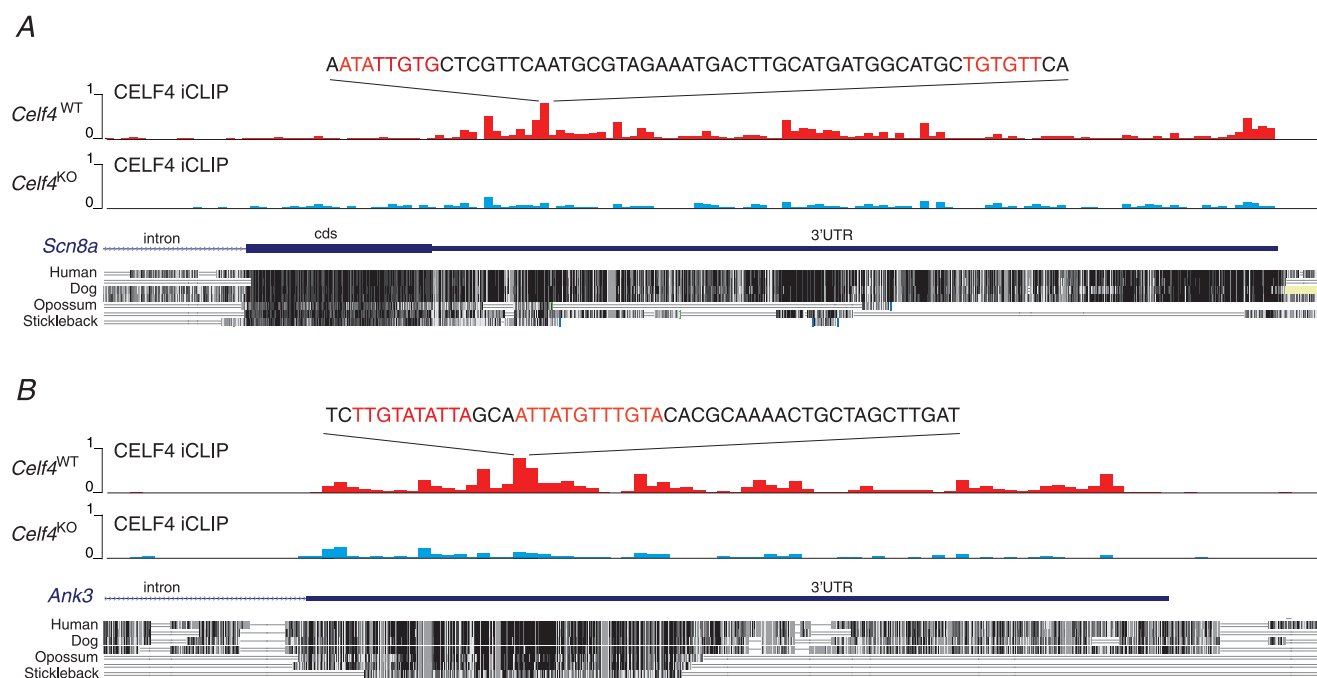 A
AATATTGTGCTCGTTCAATGCGTAGAAATGACTTGCATGATGGCATGCTGTGTTCA
Celf4WT
1
0
CELF4 iCLIP
Celf4KO
1
0
CELF4 iCLIP
intron
cds
3'UTR
Scn8a
Human
Dog
Opossum
Stickleback
B
TCTTGTATATTAGCAATTATGTTTGTACACGCAAAACTGCTAGCTTGAT
Celf4WT
1
0
CELF4 iCLIP
Celf4KO
1
0
CELF4 iCLIP
intron
3'UTR
Ank3
Human
Dog
Opossum
Stickleback